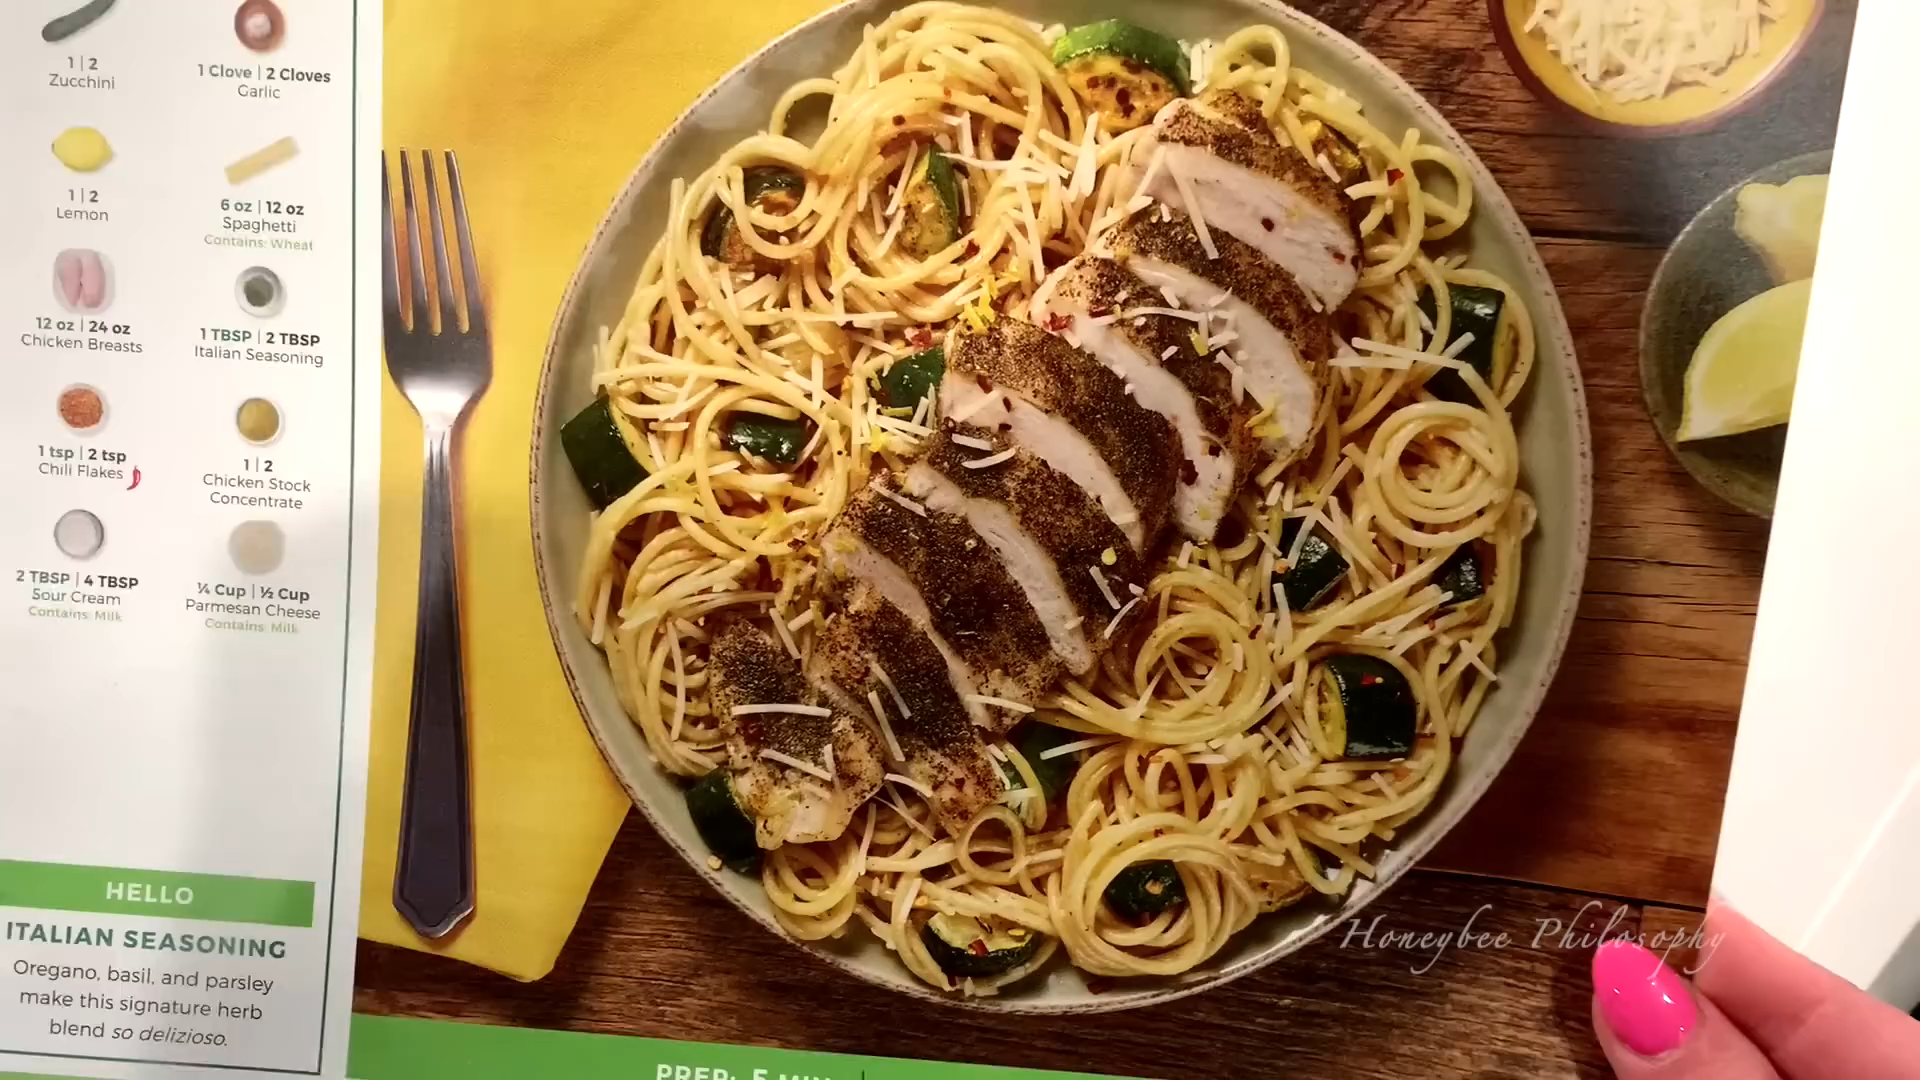 1 | 2
Zucchini
1 Clove | 2 Cloves
Garlic
1 | 2
Lemon
6 oz | 12 oz
Spaghetti
Contains: Wheat
12 oz | 24 oz
Chicken Breasts
1 TBSP | 2 TBSP
Italian Seasoning
1 tsp | 2 tsp
Chili Flakes
1 | 2
Chicken Stock
Concentrate
2 TBSP | 4 TBSP
Sour Cream
Contains: Milk
¼ Cup | ½ Cup
Parmesan Cheese
Contains: Milk
HELLO
ITALIAN SEASONING
Oregano, basil, and parsley
make this signature herb
blend so delizioso.
PREP: 5 MIN
Honeybee Philosophy